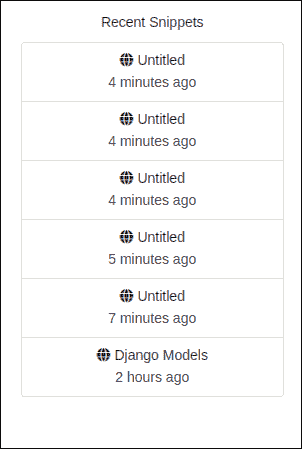 Recent Snippets
Untitled
4 minutes ago
Untitled
4 minutes ago
Untitled
4 minutes ago
Untitled
5 minutes ago
Untitled
7 minutes ago
Django Models
2 hours ago